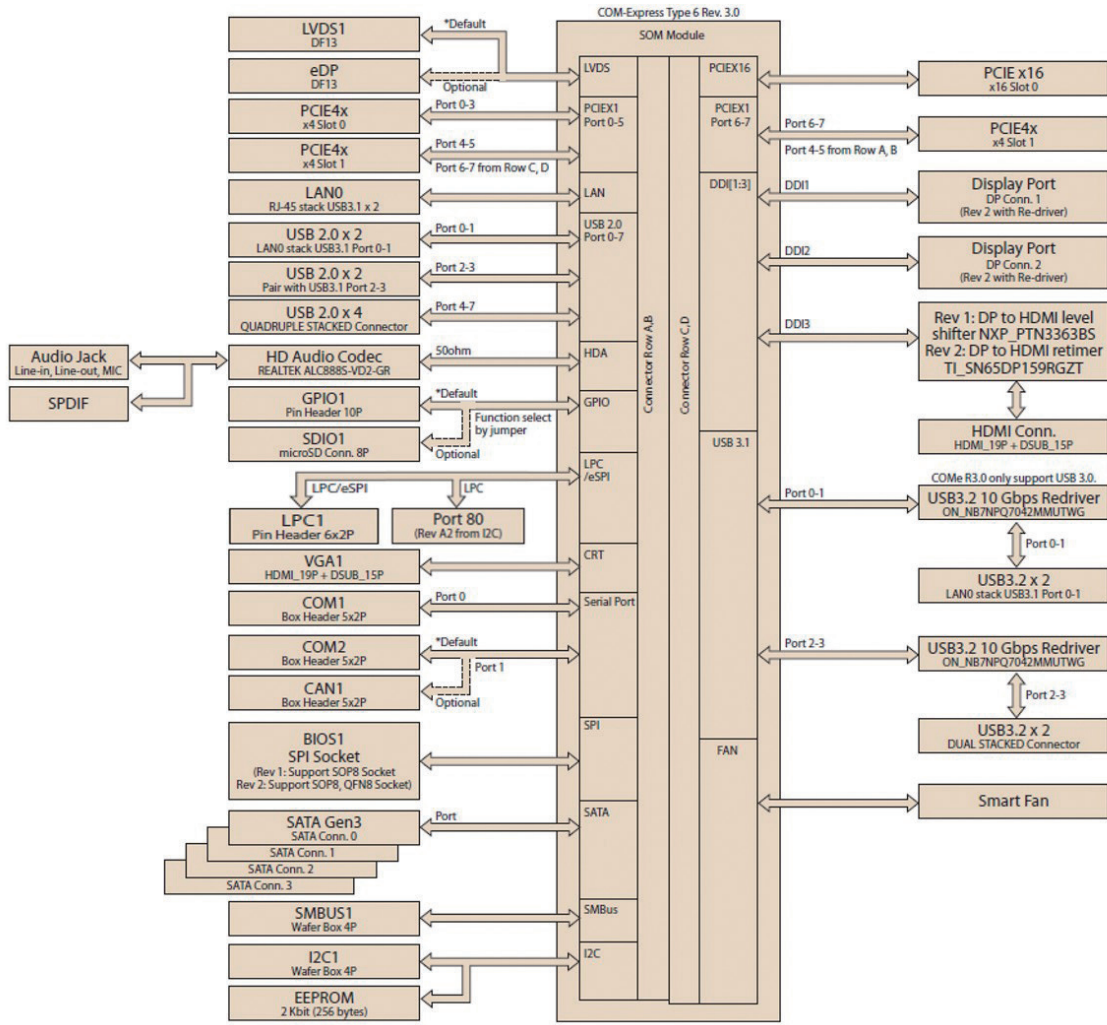 COM-Express Type 6 Rev. 3.0
SOM Module
LVDS1
DF13
*Default
eDP
DF13
Optional
PCIE4x
x4 Slot 0
Port 0-3
PCIE4x
x4 Slot 1
Port 4-5
Port 6-7 from Row C, D
LAN0
RJ-45 stack USB3.1 x 2
USB 2.0 x 2
LAN0 stack USB3.1 Port 0-1
Port 0-1
USB 2.0 x 2
Pair with USB3.1 Port 2-3
Port 2-3
USB 2.0 x 4
QUADRUPLE STACKED Connector
Port 4-7
Audio Jack
Line-in, Line-out, MIC
SPDIF
HD Audio Codec
REALTEK ALC888S-VD2-GR
50ohm
GPIO1
Pin Header 10P
*Default
Function select
by jumper
SDIO1
microSD Conn. 8P
Optional
LPC/eSPI
LPC
LPC1
Pin Header 6x2P
Port 80
(Rev A2 from I2C)
VGA1
HDMI_19P + DSUB_15P
COM1
Box Header 5x2P
Port 0
COM2
Box Header 5x2P
*Default
Port 1
CAN1
Box Header 5x2P
Optional
BIOS1
SPI Socket
(Rev 1: Support SOP8 Socket
Rev 2: Support SOP8, QFN8 Socket)
SATA Gen3
SATA Conn. 0
SATA Conn. 1
SATA Conn. 2
SATA Conn. 3
Port
SMBUS1
Wafer Box 4P
I2C1
Wafer Box 4P
EEPROM
2 Kbit (256 bytes)
LVDS
PCIEX1
Port 0-5
LAN
USB 2.0
Port 0-7
HDA
GPIO
LPC
/eSPI
CRT
Serial Port
SPI
SATA
SMBus
I2C
Connector Row A,B
Connector Row C,D
PCIEX16
PCIEX1
Port 6-7
DDI[1:3]
USB 3.1
FAN
PCIE x16
x16 Slot 0
Port 6-7
Port 4-5 from Row A, B
PCIE4x
x4 Slot 1
DDI1
Display Port
DP Conn. 1
(Rev 2 with Re-driver)
DDI2
Display Port
DP Conn. 2
(Rev 2 with Re-driver)
DDI3
Rev 1: DP to HDMI level
shifter NXP_PTN3363BS
Rev 2: DP to HDMI retimer
TI_SN65DP159RGZT
HDMI Conn.
HDMI_19P + DSUB_15P
COMe R3.0 only support USB 3.0.
Port 0-1
USB3.2 10 Gbps Redriver
ON_NB7NPQ7042MMUTWG
Port 0-1
USB3.2 x 2
LAN0 stack USB3.1 Port 0-1
Port 2-3
USB3.2 10 Gbps Redriver
ON_NB7NPQ7042MMUTWG
Port 2-3
USB3.2 x 2
DUAL STACKED Connector
Smart Fan